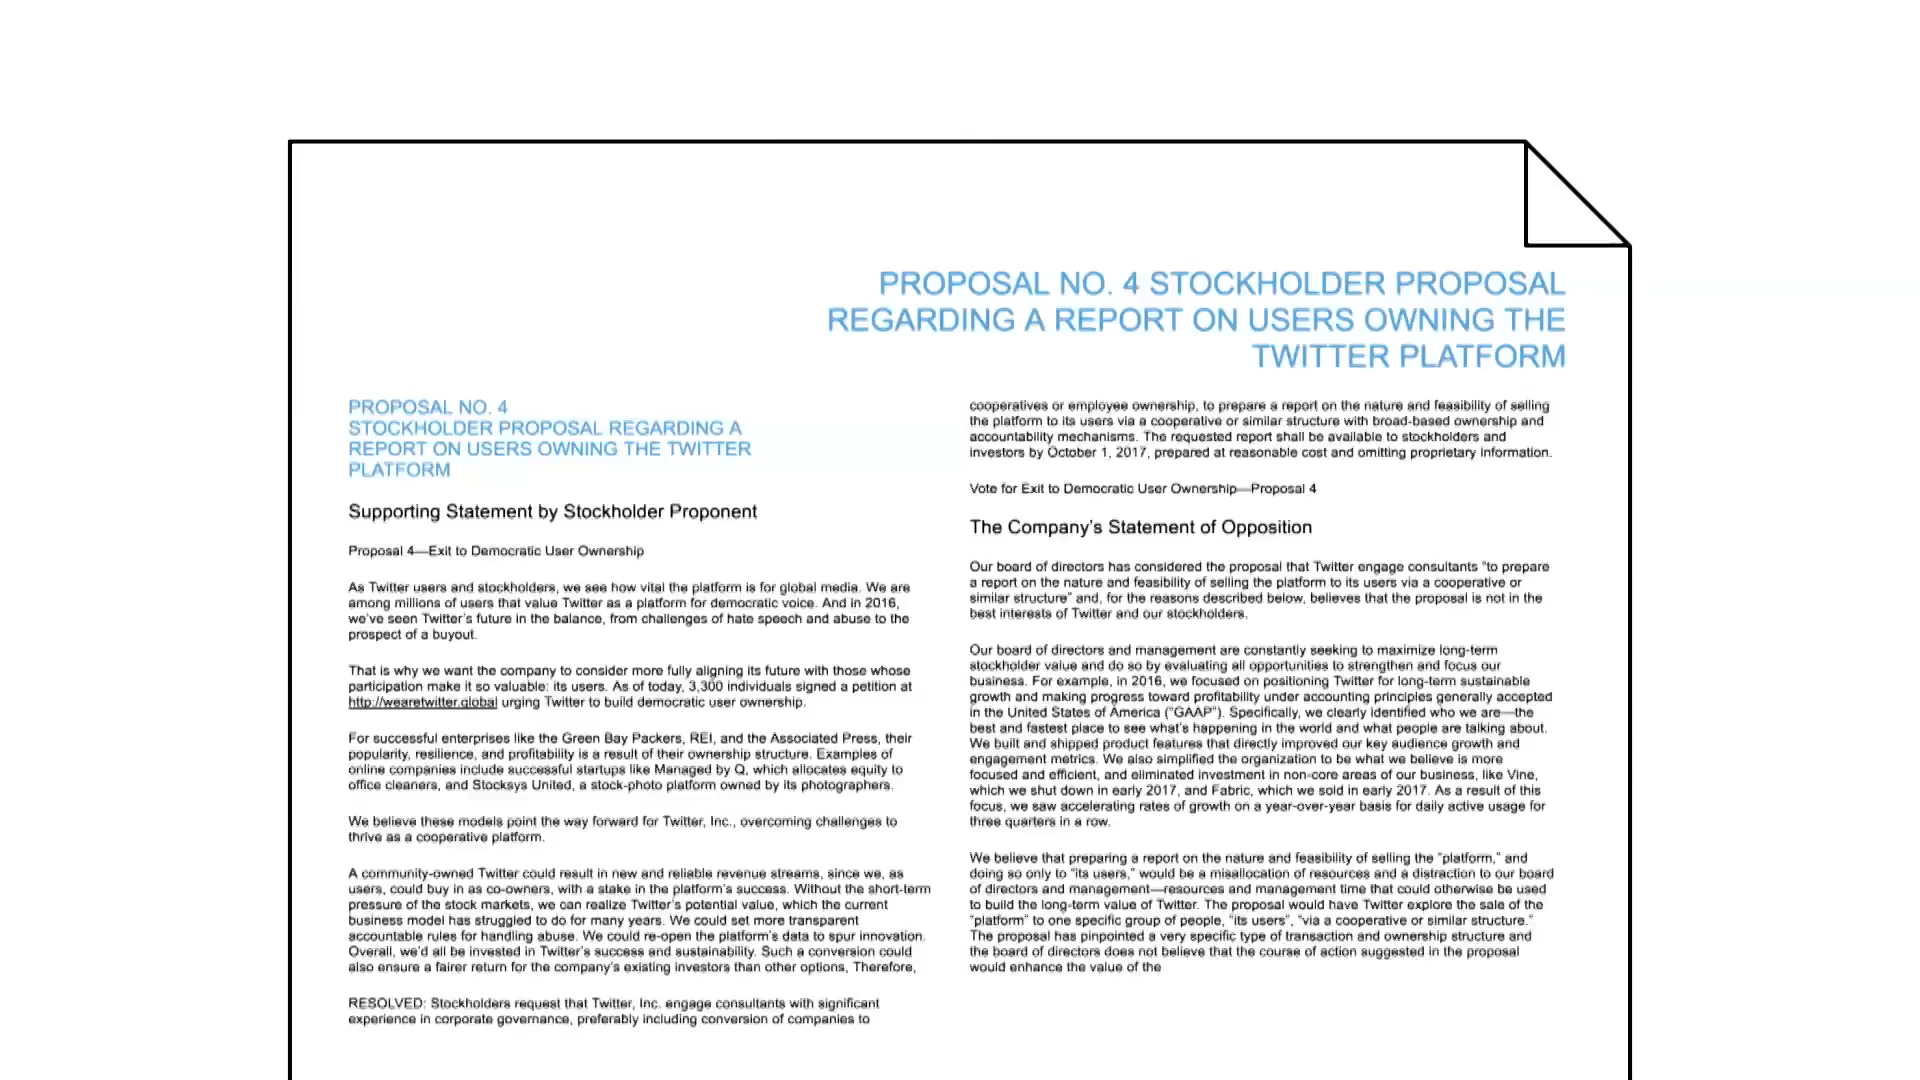 PROPOSAL NO. 4 STOCKHOLDER PROPOSAL
REGARDING A REPORT ON USERS OWNING THE
TWITTER PLATFORM
PROPOSAL NO. 4
STOCKHOLDER PROPOSAL REGARDING A
REPORT ON USERS OWNING THE TWITTER
PLATFORM
Supporting Statement by Stockholder Proponent
Proposal 4—Exit to Democratic User Ownership
As Twitter users and stockholders, we see how vital the platform is for global media. We are
among millions of users that value Twitter as a platform for democratic voice. And in 2016,
we've seen Twitter's future in the balance, from challenges of hate speech and abuse to the
prospect of a buyout.
That is why we want the company to consider more fully aligning its future with those whose
participation make it so valuable: its users. As of today, 3,300 individuals signed a petition at
http://wearetwitter.global urging Twitter to build democratic user ownership.
For successful enterprises like the Green Bay Packers, REI, and the Associated Press, their
popularity, resilience, and profitability is a result of their ownership structure. Examples of
online companies include successful startups like Managed by Q, which allocates equity to
office cleaners, and Stocksys United, a stock-photo platform owned by its photographers.
We believe these models point the way forward for Twitter, Inc., overcoming challenges to
thrive as a cooperative platform.
A community-owned Twitter could result in new and reliable revenue streams, since we, as
users, could buy in as co-owners, with a stake in the platform's success. Without the short-term
pressure of the stock markets, we can realize Twitter's potential value, which the current
business model has struggled to do for many years. We could set more transparent
accountable rules for handling abuse. We could re-open the platform's data to spur innovation.
Overall, we'd all be invested in Twitter's success and sustainability. Such a conversion could
also ensure a fairer return for the company's existing investors than other options, Therefore,
RESOLVED: Stockholders request that Twitter, Inc. engage consultants with significant
experience in corporate governance, preferably including conversion of companies to
cooperatives or employee ownership, to prepare a report on the nature and feasibility of selling
the platform to its users via a cooperative or similar structure with broad-based ownership and
accountability mechanisms. The requested report shall be available to stockholders and
investors by October 1, 2017, prepared at reasonable cost and omitting proprietary information.
Vote for Exit to Democratic User Ownership—Proposal 4
The Company's Statement of Opposition
Our board of directors has considered the proposal that Twitter engage consultants "to prepare
a report on the nature and feasibility of selling the platform to its users via a cooperative or
similar structure" and, for the reasons described below, believes that the proposal is not in the
best interests of Twitter and our stockholders.
Our board of directors and management are constantly seeking to maximize long-term
stockholder value and do so by evaluating all opportunities to strengthen and focus our
business. For example, in 2016, we focused on positioning Twitter for long-term sustainable
growth and making progress toward profitability under accounting principles generally accepted
in the United States of America ("GAAP"). Specifically, we clearly identified who we are—the
best and fastest place to see what's happening in the world and what people are talking about.
We built and shipped product features that directly improved our key audience growth and
engagement metrics. We also simplified the organization to be what we believe is more
focused and efficient, and eliminated investment in non-core areas of our business, like Vine,
which we shut down in early 2017, and Fabric, which we sold in early 2017. As a result of this
focus, we saw accelerating rates of growth on a year-over-year basis for daily active usage for
three quarters in a row.
We believe that preparing a report on the nature and feasibility of selling the "platform," and
doing so only to "its users," would be a misallocation of resources and a distraction to our board
of directors and management—resources and management time that could otherwise be used
to build the long-term value of Twitter. The proposal would have Twitter explore the sale of the
"platform" to one specific group of people, "its users", "via a cooperative or similar structure."
The proposal has pinpointed a very specific type of transaction and ownership structure and
the board of directors does not believe that the course of action suggested in the proposal
would enhance the value of the